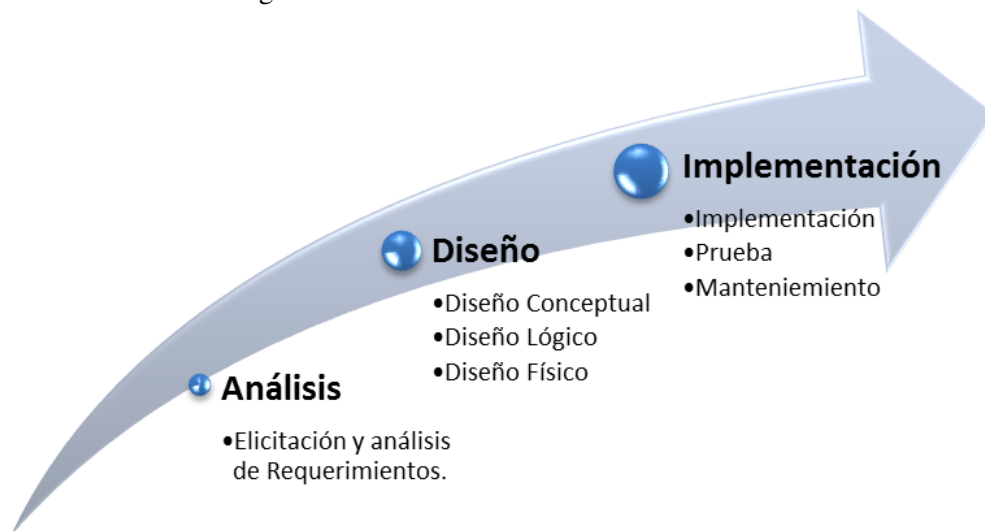 Análisis
•Elicitación y análisis
de Requerimientos.
Diseño
•Diseño Conceptual
•Diseño Lógico
•Diseño Físico
Implementación
•Implementación
•Prueba
•Manteniemiento